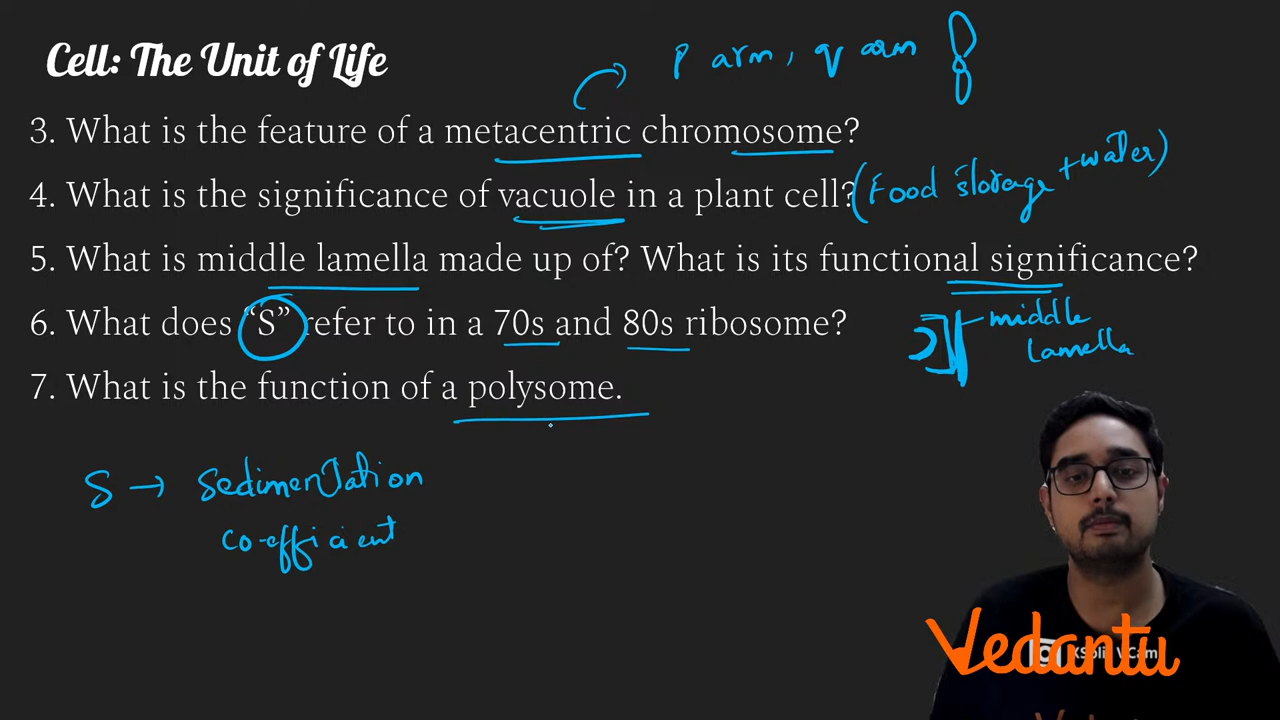 Cell: The Unit of Life
p arm, q arm
3. What is the feature of a metacentric chromosome?
4. What is the significance of vacuole in a plant cell?
(Food storage + water)
5. What is middle lamella made up of? What is its functional significance?
6. What does “S” refer to in a 70s and 80s ribosome?
middle
lamella
7. What is the function of a polysome.
S → Sedimentation
co-efficient
Vedantu
XSplit VCam